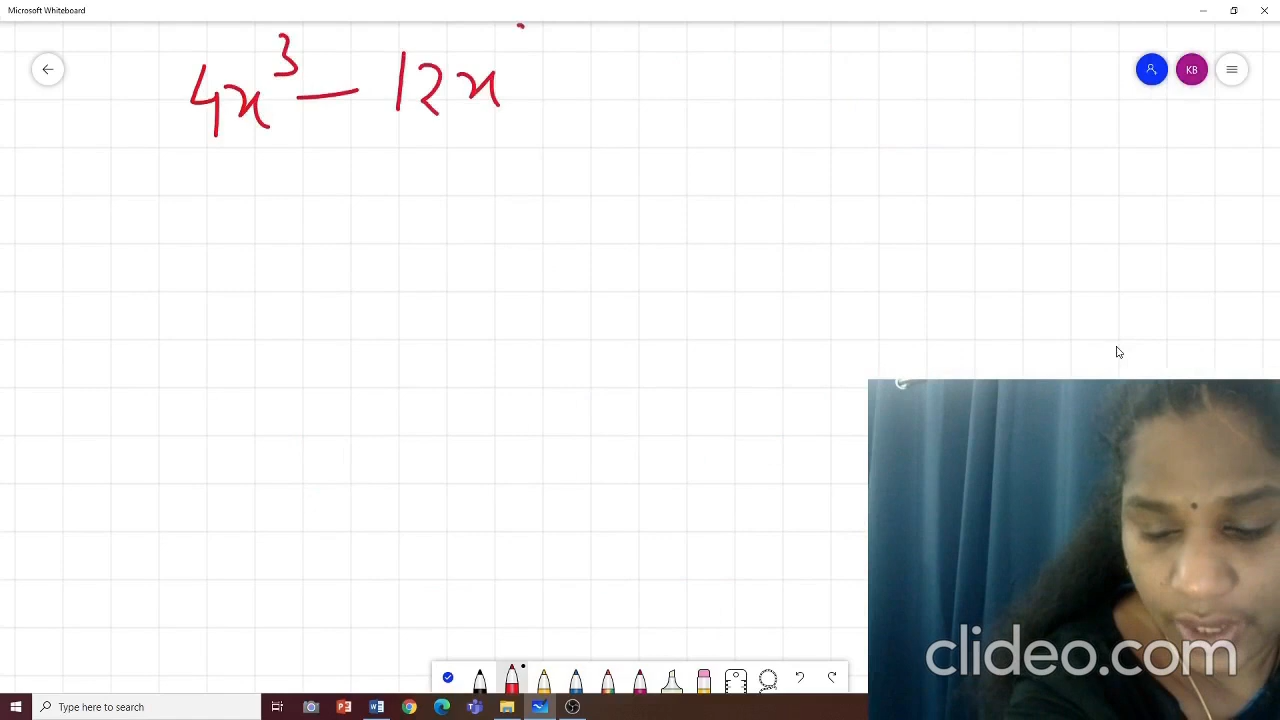 Microsoft Whiteboard
4x³ — 12x
KB
clideo.com
Type here to search